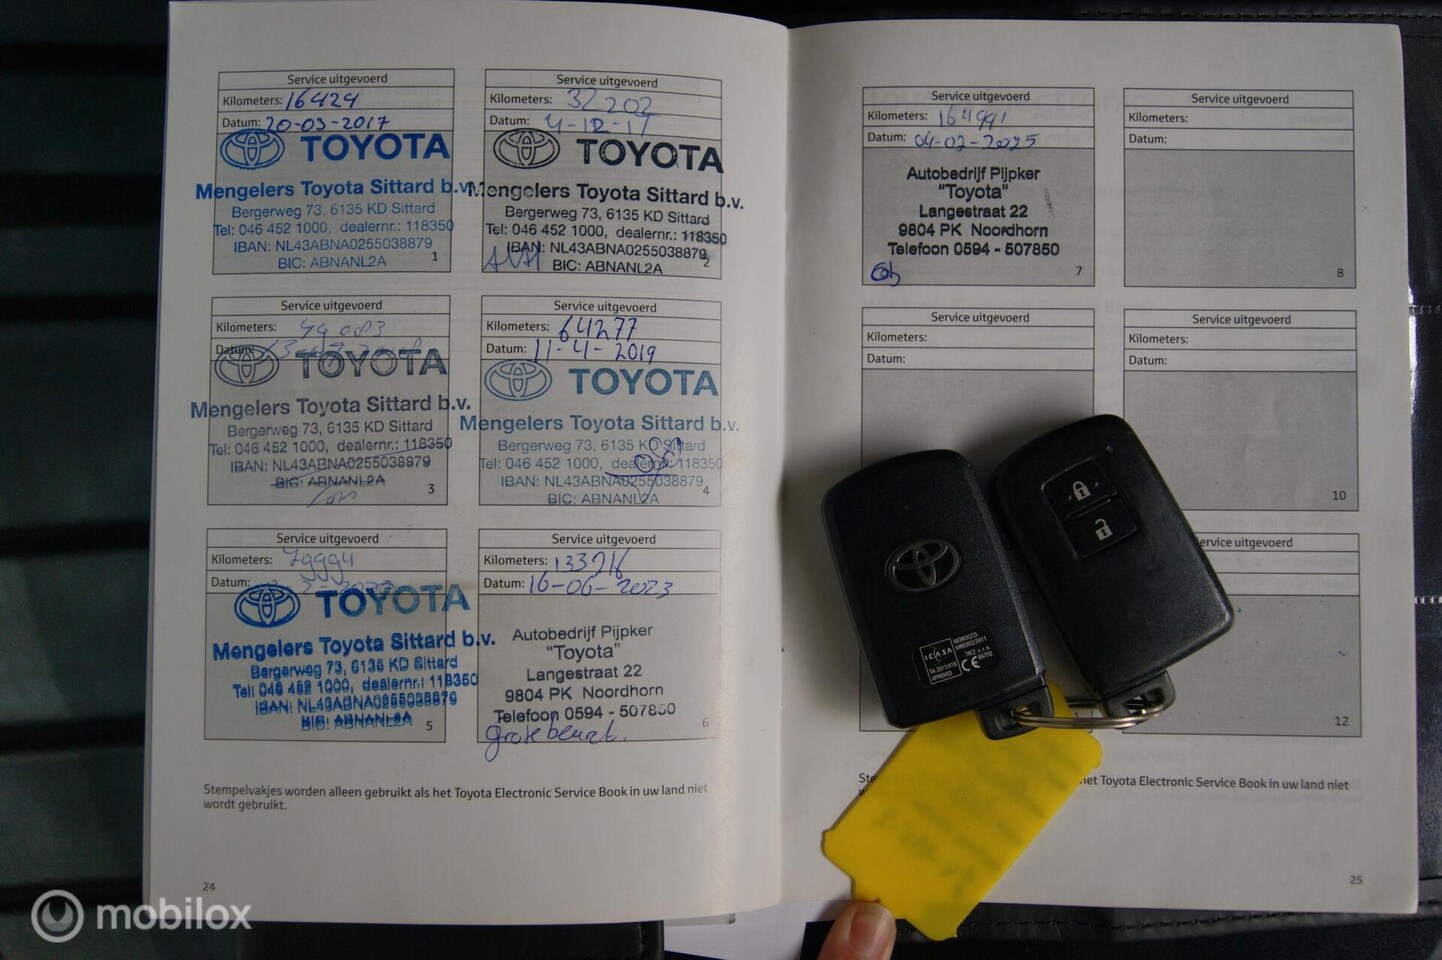 Service uitgevoerd
Kilometers: 16424
Datum: 20-03-2017
TOYOTA
Mengelers Toyota Sittard b.v.
Bergerweg 73, 6135 KD Sittard
Tel: 046 452 1000, dealernr.: 118350
IBAN: NL43ABNA0255038879
BIC: ABNANL2A
1
Service uitgevoerd
Kilometers: 32202
Datum: 4-12-17
TOYOTA
Mengelers Toyota Sittard b.v.
Bergerweg 73, 6135 KD Sittard
Tel: 046 452 1000, dealernr.: 118350
IBAN: NL43ABNA0255038879
BIC: ABNANL2A
2
Service uitgevoerd
Kilometers:
Datum:
TOYOTA
Mengelers Toyota Sittard b.v.
Bergerweg 73, 6135 KD Sittard
Tel: 046 452 1000, dealernr.: 118350
IBAN: NL43ABNA0255038879
BIC: ABNANL2A
3
Service uitgevoerd
Kilometers: 64277
Datum: 11-4-2019
TOYOTA
Mengelers Toyota Sittard b.v.
Bergerweg 73, 6135 KD Sittard
Tel: 046 452 1000, dealernr.: 118350
IBAN: NL43ABNA0255038879
BIC: ABNANL2A
4
Service uitgevoerd
Kilometers: 79994
Datum:
TOYOTA
Mengelers Toyota Sittard b.v.
Bergerweg 73, 6135 KD Sittard
Tel: 046 452 1000, dealernr.: 118350
IBAN: NL43ABNA0255038879
BIC: ABNANL2A
5
Service uitgevoerd
Kilometers:
Datum: 16-06-2023
Autobedrijf Pijpker
"Toyota"
Langestraat 22
9804 PK Noordhorn
Telefoon 0594 - 507850
grote beurt.
6
Stempelvakjes worden alleen gebruikt als het Toyota Electronic Service Book in uw land niet
wordt gebruikt.
24
Service uitgevoerd
Kilometers: 164991
Datum: 04-02-2025
Autobedrijf Pijpker
"Toyota"
Langestraat 22
9804 PK Noordhorn
Telefoon 0594 - 507850
7
Service uitgevoerd
Kilometers:
Datum:
8
Service uitgevoerd
Kilometers:
Datum:
Service uitgevoerd
Kilometers:
Datum:
10
uitgevoerd
12
het Toyota Electronic Service Book in uw land niet
25
ICASA
TA-2011/418
APPROVED
MOROCCO
CE
mobilox